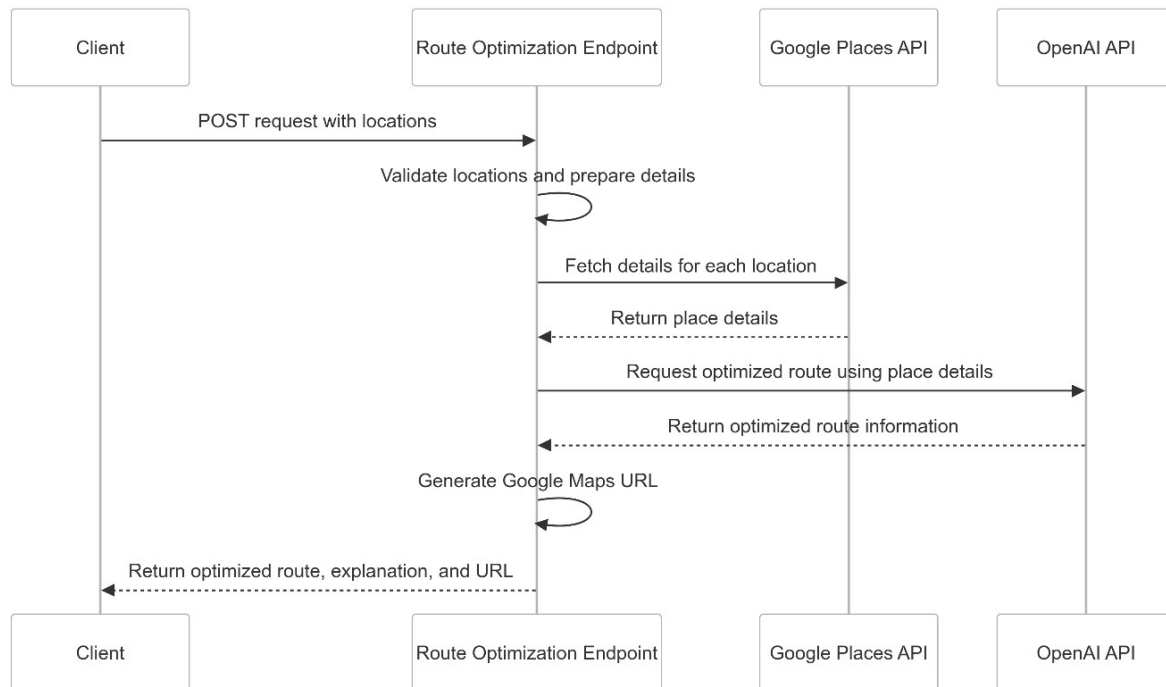 Client
Route Optimization Endpoint
Google Places API
OpenAI API
POST request with locations
Validate locations and prepare details
Fetch details for each location
Return place details
Request optimized route using place details
Return optimized route information
Generate Google Maps URL
Return optimized route, explanation, and URL
Client
Route Optimization Endpoint
Google Places API
OpenAI API